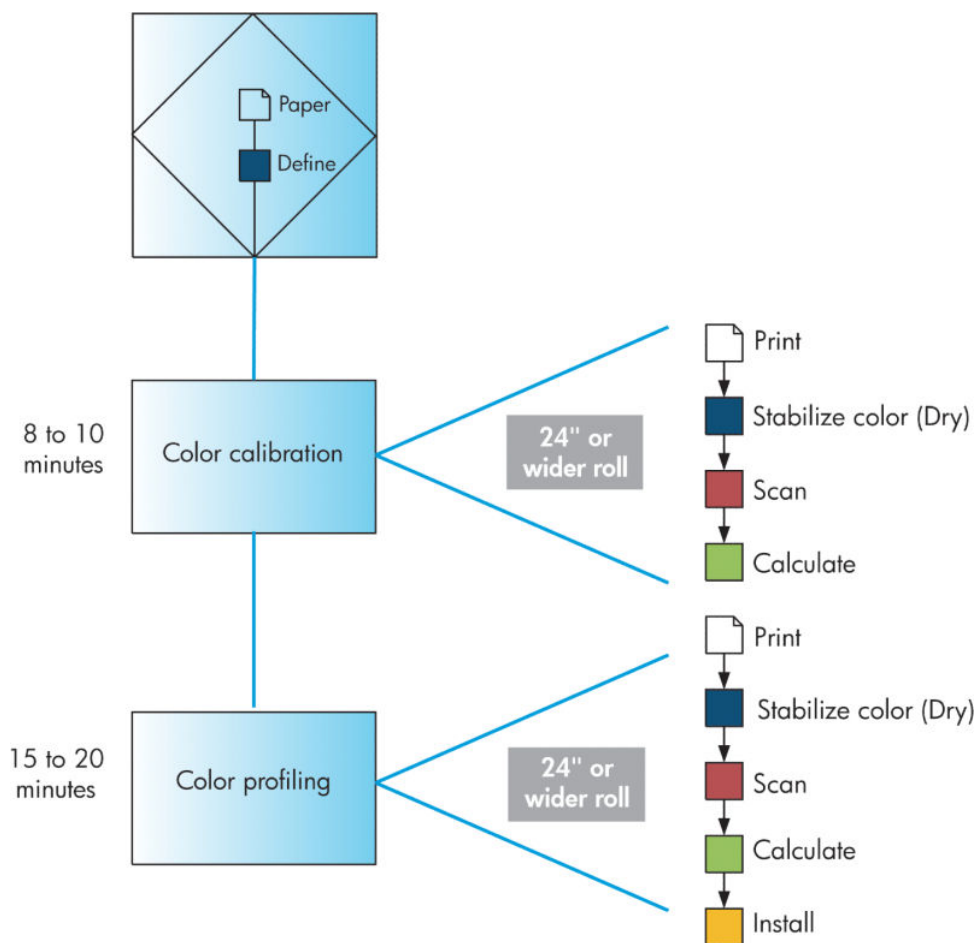 Paper
Define
8 to 10
minutes
Color calibration
24" or
wider roll
Print
Stabilize color (Dry)
Scan
Calculate
15 to 20
minutes
Color profiling
24" or
wider roll
Print
Stabilize color (Dry)
Scan
Calculate
Install